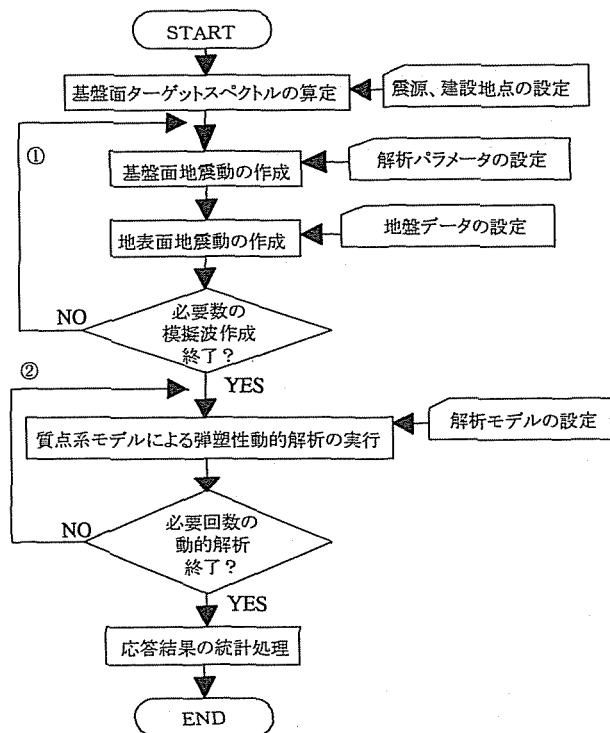 START
基盤面ターゲットスペクトルの算定
震源、建設地点の設定
①
基盤面地震動の作成
解析パラメータの設定
地表面地震動の作成
地盤データの設定
NO
必要数の
模擬波作成
終了？
YES
②
質点系モデルによる弾塑性動的解析の実行
解析モデルの設定
NO
必要回数の
動的解析
終了？
YES
応答結果の統計処理
END